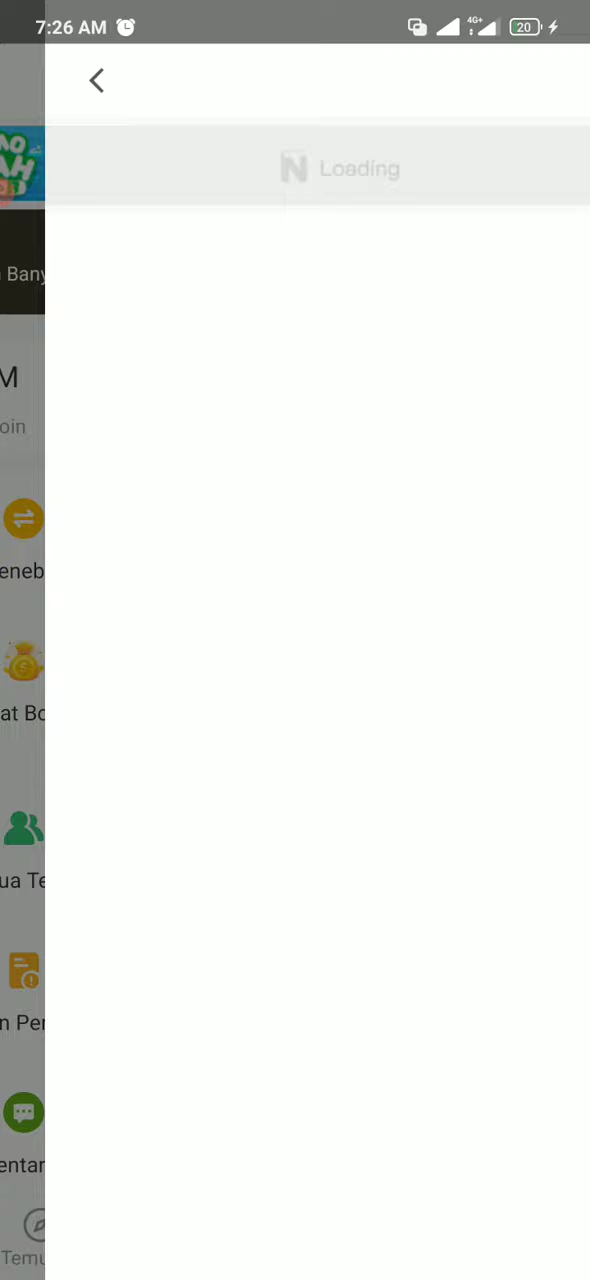 7:26 AM
4G+
20
N Loading
Bany
M
oin
eneb
at Bo
ua Te
n Per
entar
Temu